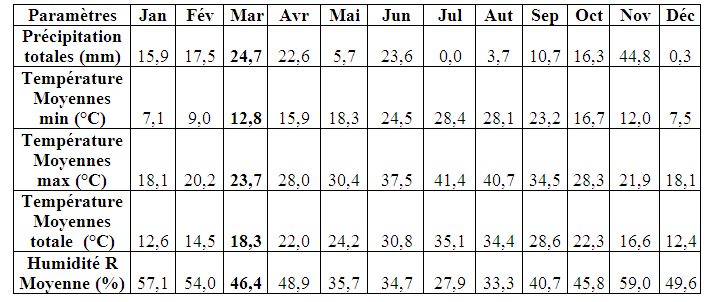 Paramètres Jan Fév Mar Avr Mai Jun Jul Aut Sep Oct Nov Déc
Précipitation
totales (mm) 15,9 17,5 24,7 22,6 5,7 23,6 0,0 3,7 10,7 16,3 44,8 0,3
Température
Moyennes
min (°C) 7,1 9,0 12,8 15,9 18,3 24,5 28,4 28,1 23,2 16,7 12,0 7,5
Température
Moyennes
max (°C) 18,1 20,2 23,7 28,0 30,4 37,5 41,4 40,7 34,5 28,3 21,9 18,1
Température
Moyennes
totale (°C) 12,6 14,5 18,3 22,0 24,2 30,8 35,1 34,4 28,6 22,3 16,6 12,4
Humidité R
Moyenne (%) 57,1 54,0 46,4 48,9 35,7 34,7 27,9 33,3 40,7 45,8 59,0 49,6